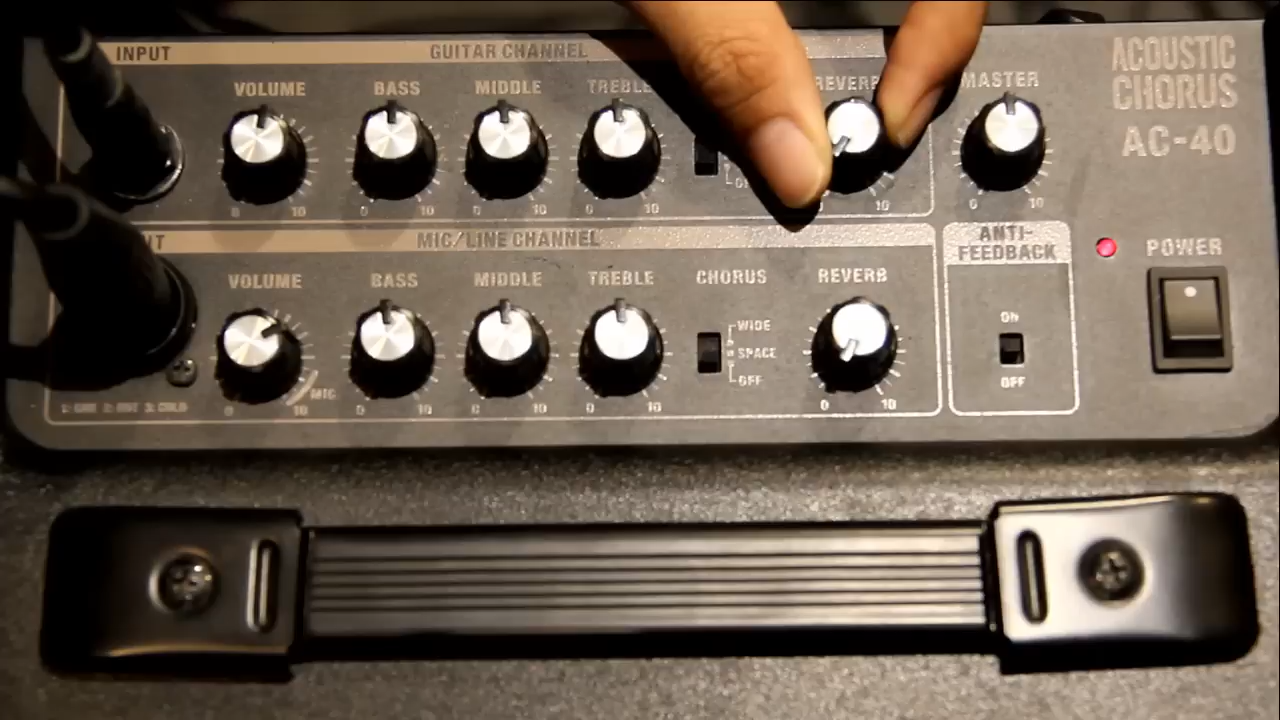 INPUT
GUITAR CHANNEL
VOLUME BASS MIDDLE TREBLE REVERB MASTER
ACOUSTIC
CHORUS
AC-40
0 10 0 10 0 10 0 10 10 0 10
MIC/LINE CHANNEL
ANTI-
FEEDBACK
POWER
VOLUME BASS MIDDLE TREBLE CHORUS REVERB
WIDE
SPACE
OFF
ON
OFF
MIC
0 10 0 10 0 10 0 10 0 10